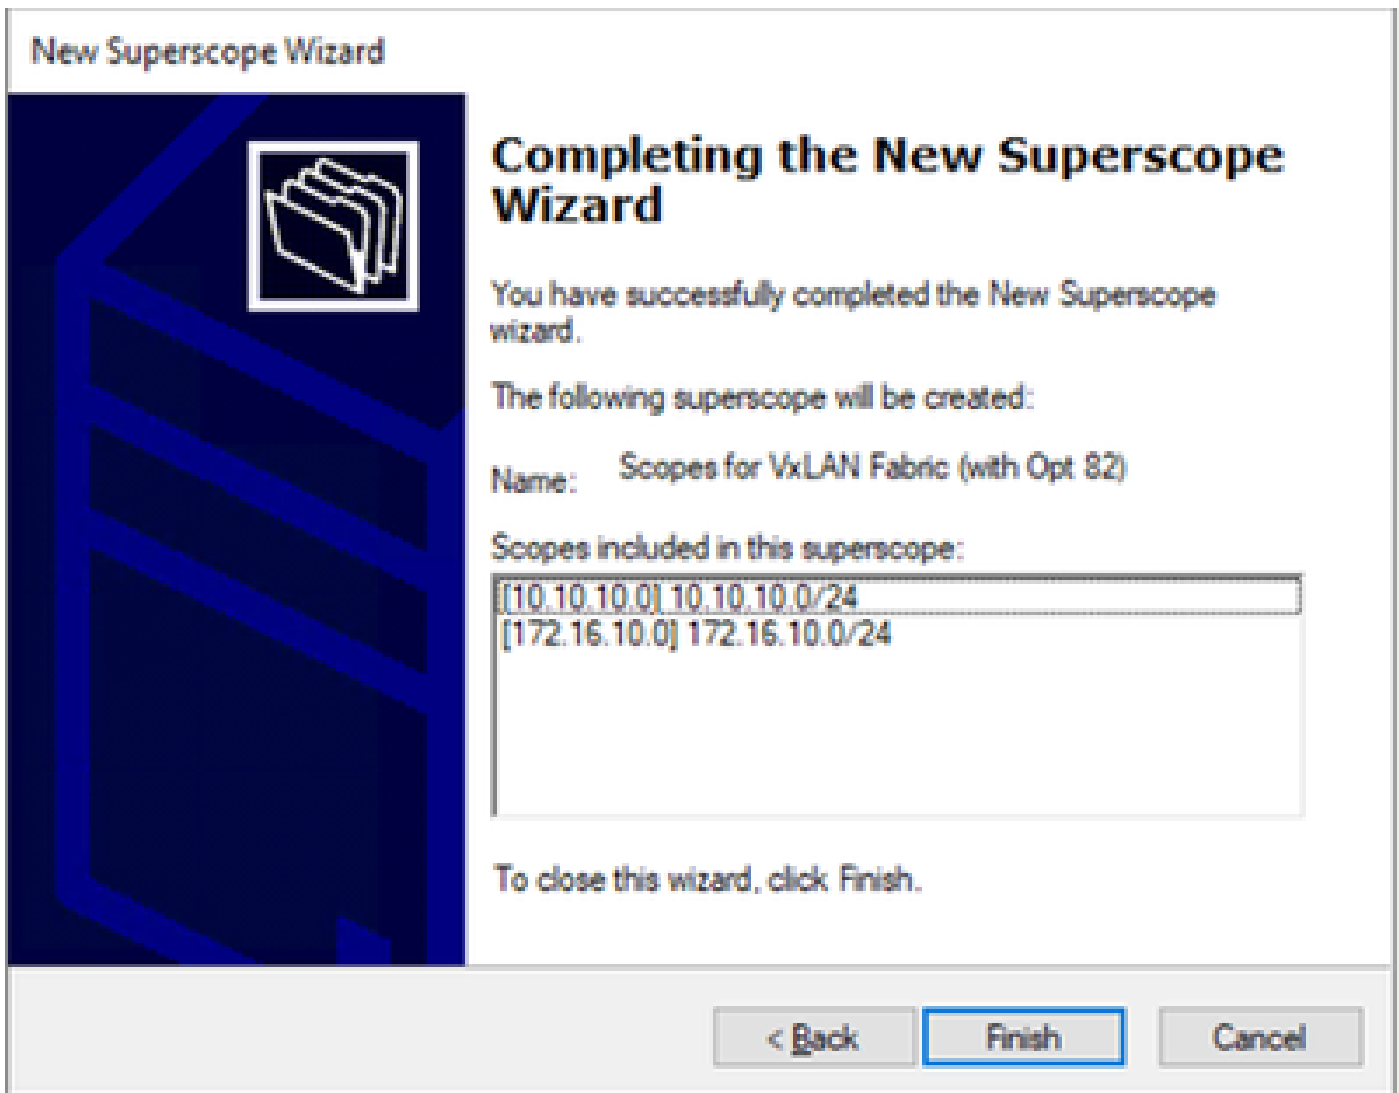 New Superscope Wizard
Completing the New Superscope
Wizard
You have successfully completed the New Superscope
wizard.
The following superscope will be created:
Name: Scopes for VxLAN Fabric (with Opt 82)
Scopes included in this superscope:
[10.10.10.0] 10.10.10.0/24
[172.16.10.0] 172.16.10.0/24
To close this wizard, click Finish.
< Back Finish Cancel